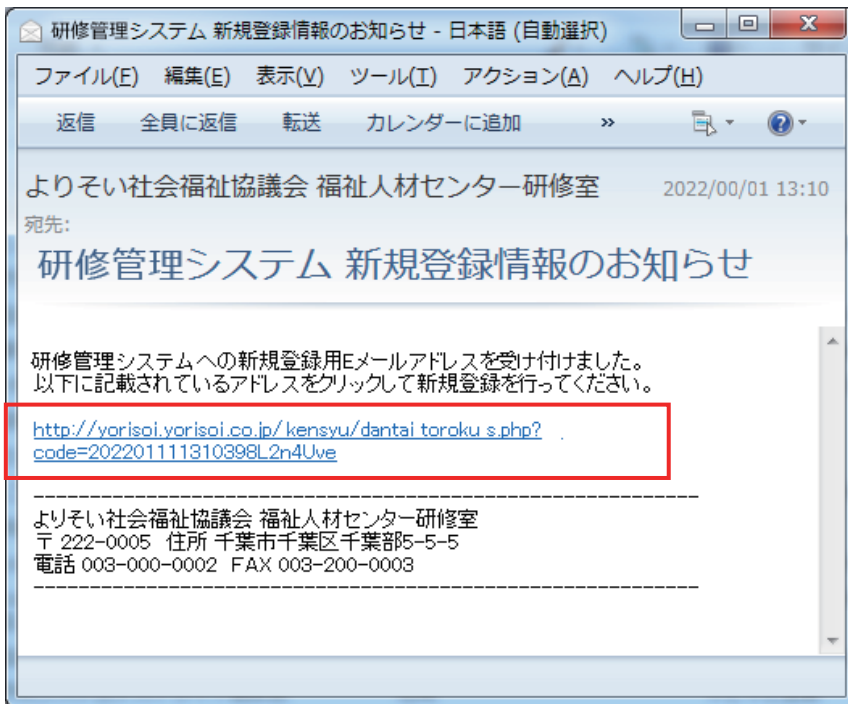 研修管理システム 新規登録情報のお知らせ - 日本語 (自動選択)
ファイル(F) 編集(E) 表示(V) ツール(T) アクション(A) ヘルプ(H)
返信 全員に返信 転送 カレンダーに追加 »
よりそい社会福祉協議会 福祉人材センター研修室 2022/00/01 13:10
宛先:
研修管理システム 新規登録情報のお知らせ
研修管理システムへの新規登録用Eメールアドレスを受け付けました。
以下に記載されているアドレスをクリックして新規登録を行ってください。
http://yorisoi.yorisoi.co.jp/ kensyu/dantai toroku s.php?
code=202201111310398L2n4Uve
------------------------------------------------------------
よりそい社会福祉協議会 福祉人材センター研修室
〒 222-0005 住所 千葉市千葉区千葉部5-5-5
電話 003-000-0002 FAX 003-200-0003
------------------------------------------------------------